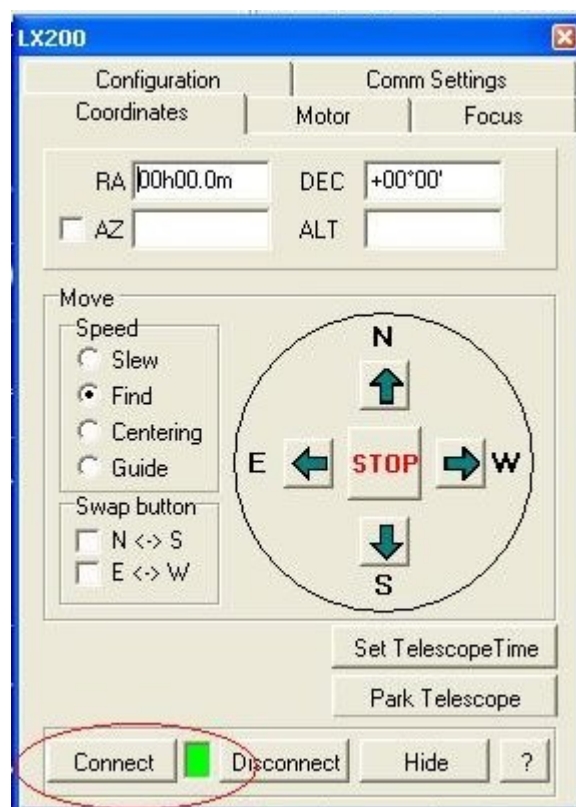 LX200
Configuration Comm Settings
Coordinates Motor Focus
RA 00h00.0m DEC +00°00'
AZ ALT
Move
Speed
Slew
Find
Centering
Guide
Swap button
N <-> S
E <-> W
N
E STOP W
S
Set TelescopeTime
Park Telescope
Connect Disconnect Hide ?